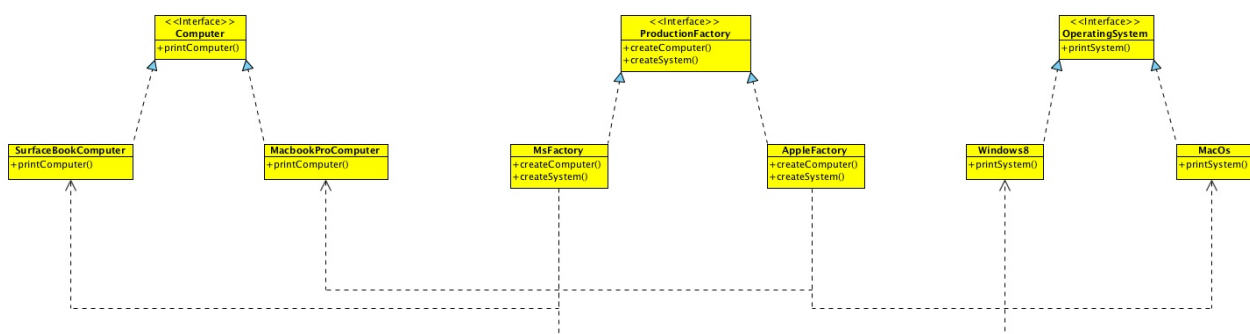 <<Interface>>
Computer
+printComputer()
<<Interface>>
ProductionFactory
+createComputer()
+createSystem()
<<Interface>>
OperatingSystem
+printSystem()
SurfaceBookComputer
+printComputer()
MacbookProComputer
+printComputer()
MsFactory
+createComputer()
+createSystem()
AppleFactory
+createComputer()
+createSystem()
Windows8
+printSystem()
MacOs
+printSystem()